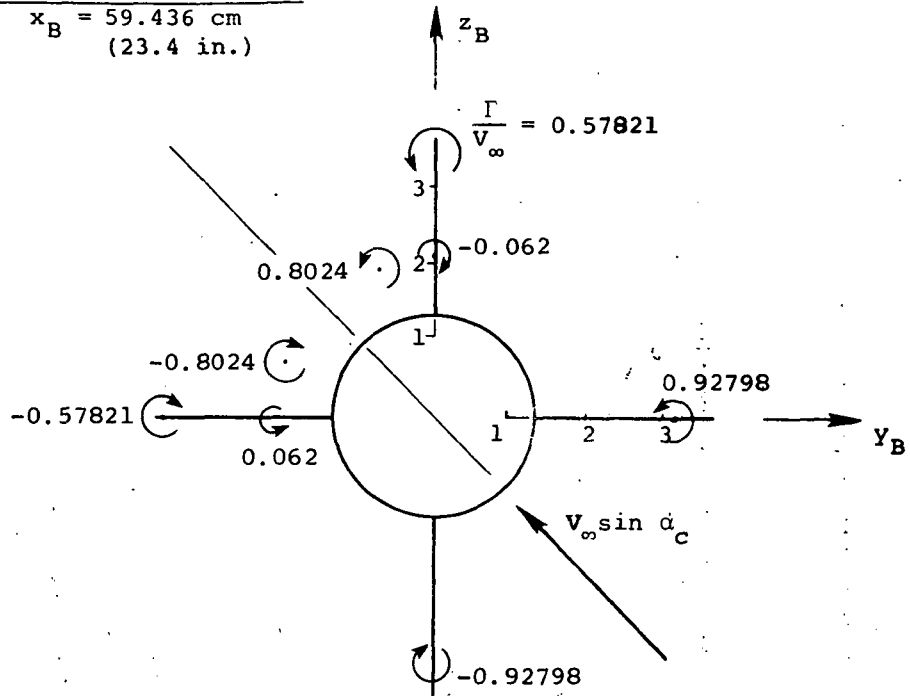 x_B = 59.436 cm
(23.4 in.)
z_B
Γ/V_∞ = 0.57821
3
-0.062
2
0.8024
1
-0.8024
-0.57821
0.062
0.92798
1 2 3
Y_B
V_∞ sin α_c
-0.92798